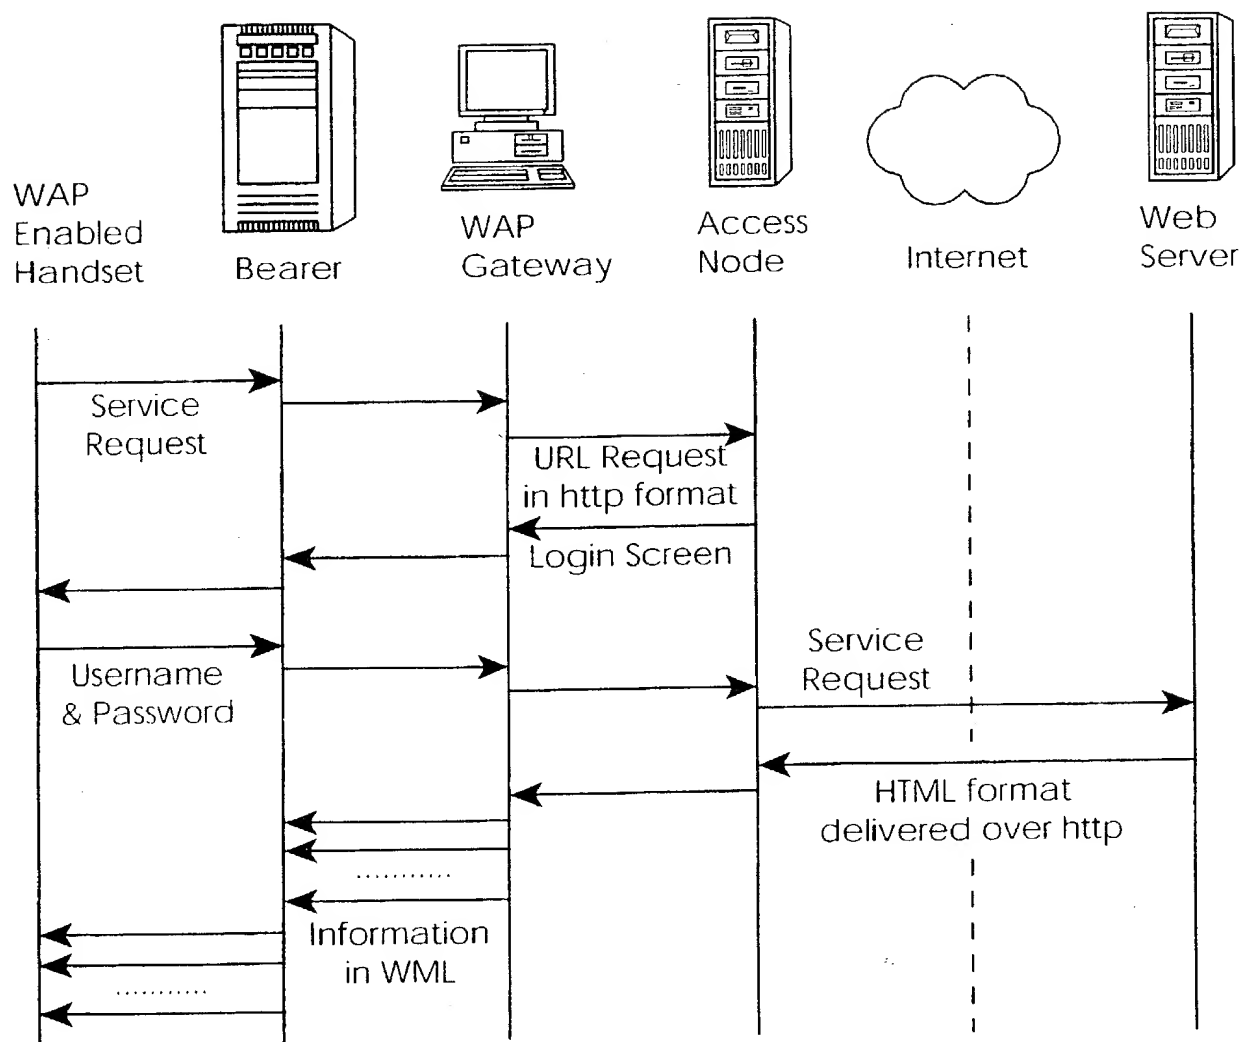 WAP
Enabled
Handset
Bearer
WAP
Gateway
Access
Node
Internet
Web
Server
Service
Request
URL Request
in http format
Login Screen
Username
& Password
Service
Request
HTML format
delivered over http
...........
Information
in WML
...........